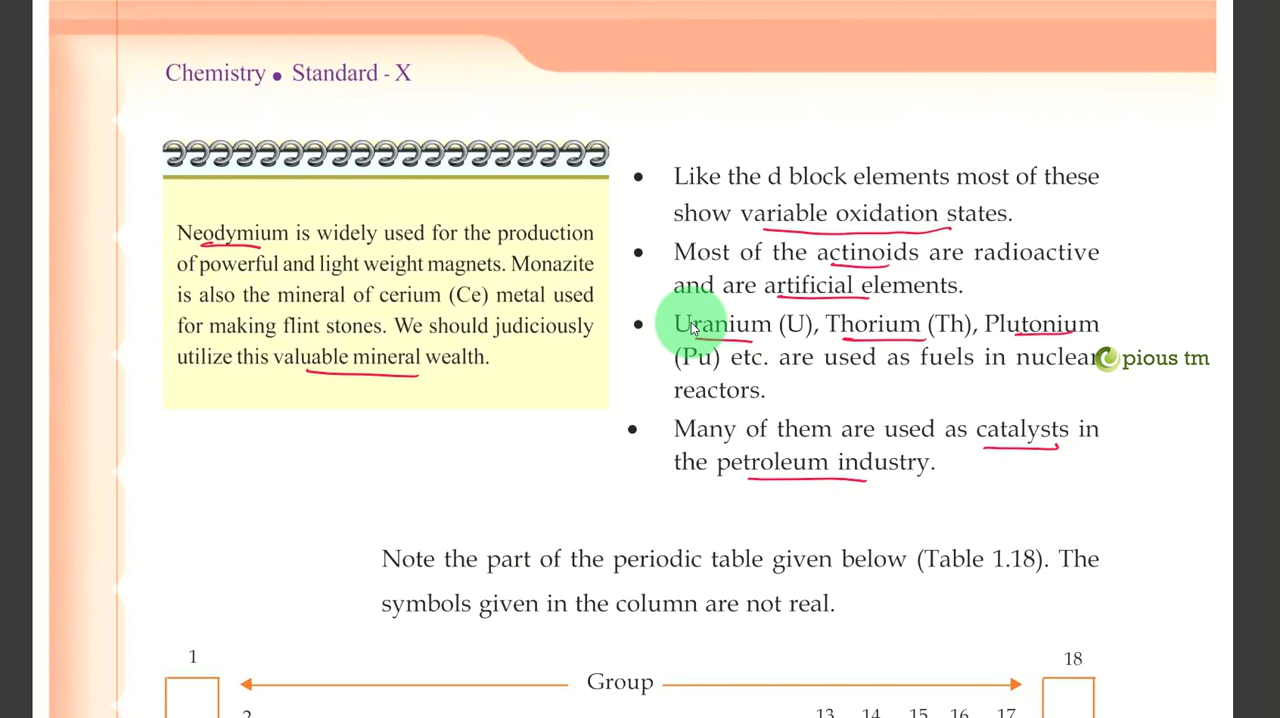 Chemistry • Standard - X
Neodymium is widely used for the production
of powerful and light weight magnets. Monazite
is also the mineral of cerium (Ce) metal used
for making flint stones. We should judiciously
utilize this valuable mineral wealth.
• Like the d block elements most of these
show variable oxidation states.
• Most of the actinoids are radioactive
and are artificial elements.
• Uranium (U), Thorium (Th), Plutonium
(Pu) etc. are used as fuels in nuclear
reactors.
• Many of them are used as catalysts in
the petroleum industry.
pious tm
Note the part of the periodic table given below (Table 1.18). The
symbols given in the column are not real.
1 18
Group
2 13 14 15 16 17